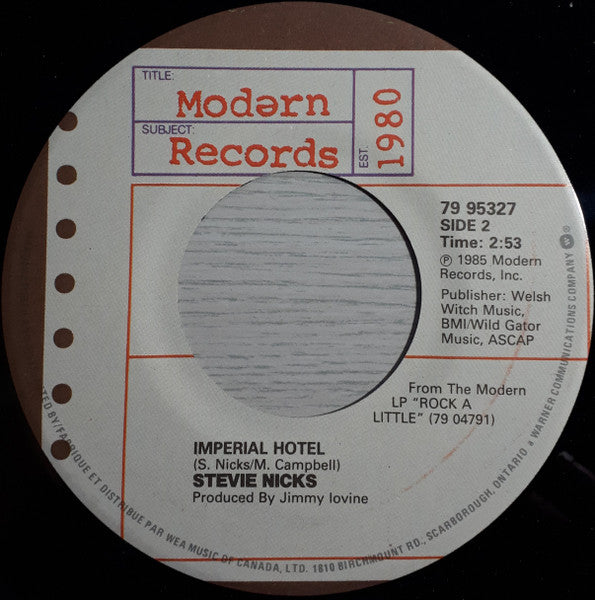 TITLE:
Modərn
SUBJECT:
Records
EST.
1980
79 95327
SIDE 2
Time: 2:53
℗ 1985 Modern
Records, Inc.
Publisher: Welsh
Witch Music,
BMI/Wild Gator
Music, ASCAP
From The Modern
LP "ROCK A
LITTLE" (79 04791)
IMPERIAL HOTEL
(S. Nicks/M. Campbell)
STEVIE NICKS
Produced By Jimmy Iovine
BY/FABRIQUE ET DISTRIBUE PAR WEA MUSIC OF CANADA, LTD. 1810 BIRCHMOUNT RD., SCARBOROUGH, ONTARIO a WARNER COMMUNICATIONS COMPANY ®